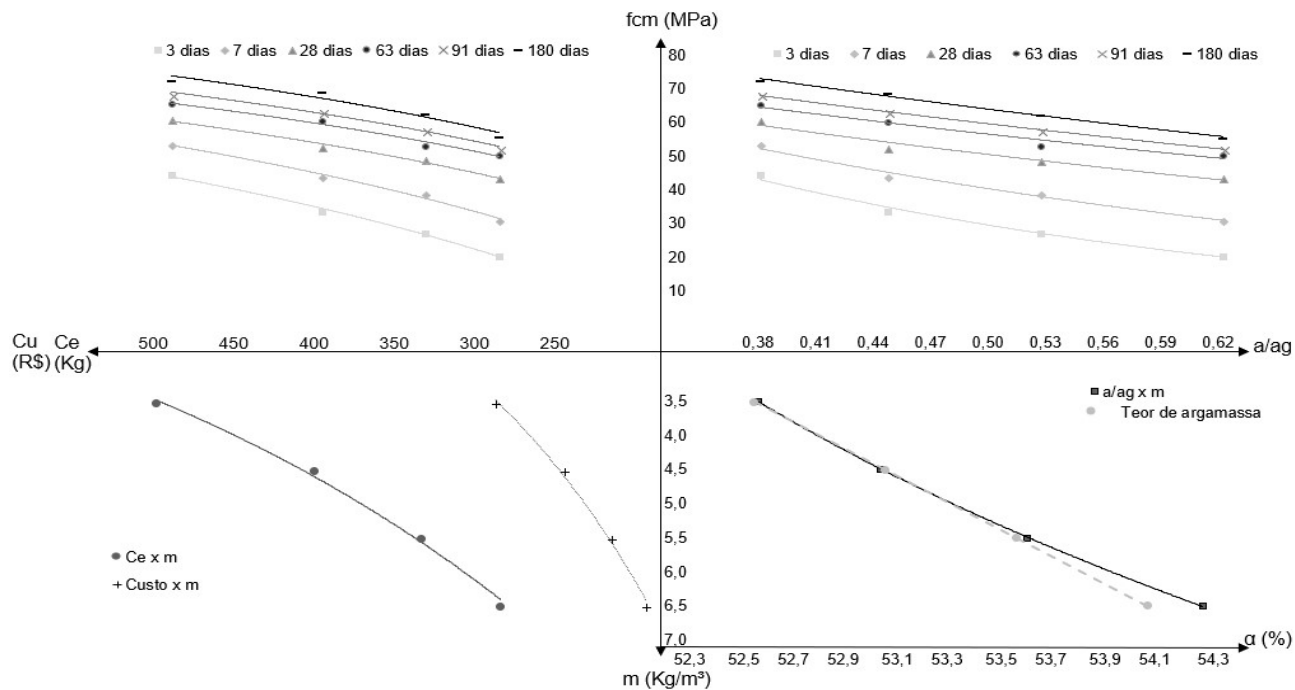 fcm (MPa)
3 dias 7 dias 28 dias 63 dias 91 dias 180 dias
3 dias 7 dias 28 dias 63 dias 91 dias 180 dias
80
70
60
50
40
30
20
10
Cu (R$)
Ce (Kg)
500 450 400 350 300 250
0,38 0,41 0,44 0,47 0,50 0,53 0,56 0,59 0,62
a/ag
3,5
4,0
4,5
5,0
5,5
6,0
6,5
7,0
a/ag x m
Teor de argamassa
Ce x m
Custo x m
α (%)
52,3 52,5 52,7 52,9 53,1 53,3 53,5 53,7 53,9 54,1 54,3
m (Kg/m³)